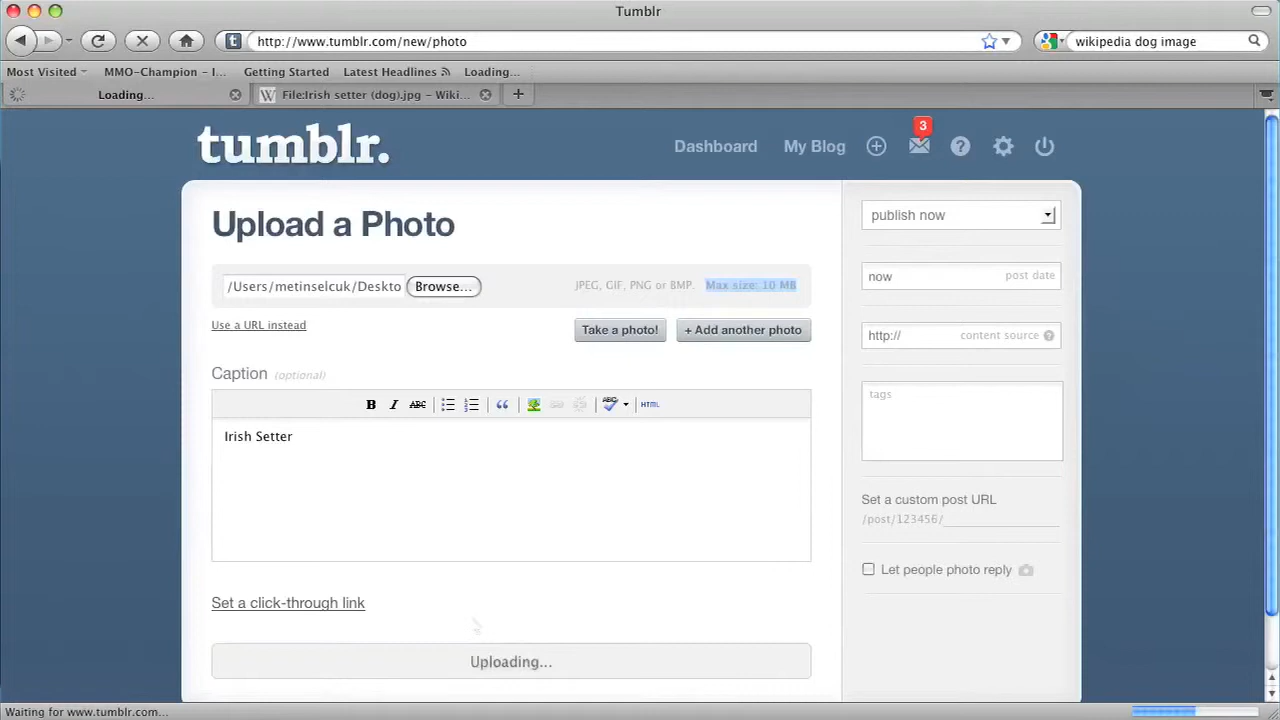 Tumblr
http://www.tumblr.com/new/photo
wikipedia dog image
Most Visited
MMO-Champion – I...
Getting Started
Latest Headlines
Loading...
Loading...
File:Irish setter (dog).jpg – Wiki...
tumblr.
Dashboard
My Blog
3
Upload a Photo
/Users/metinselcuk/Deskto
Browse...
JPEG, GIF, PNG or BMP.
Max size: 10 MB
Use a URL instead
Take a photo!
+ Add another photo
Caption (optional)
B I ABC
ABC
HTML
Irish Setter
Set a click-through link
Uploading...
publish now
now
post date
http://
content source ?
tags
Set a custom post URL
/post/123456/
Let people photo reply
Waiting for www.tumblr.com...